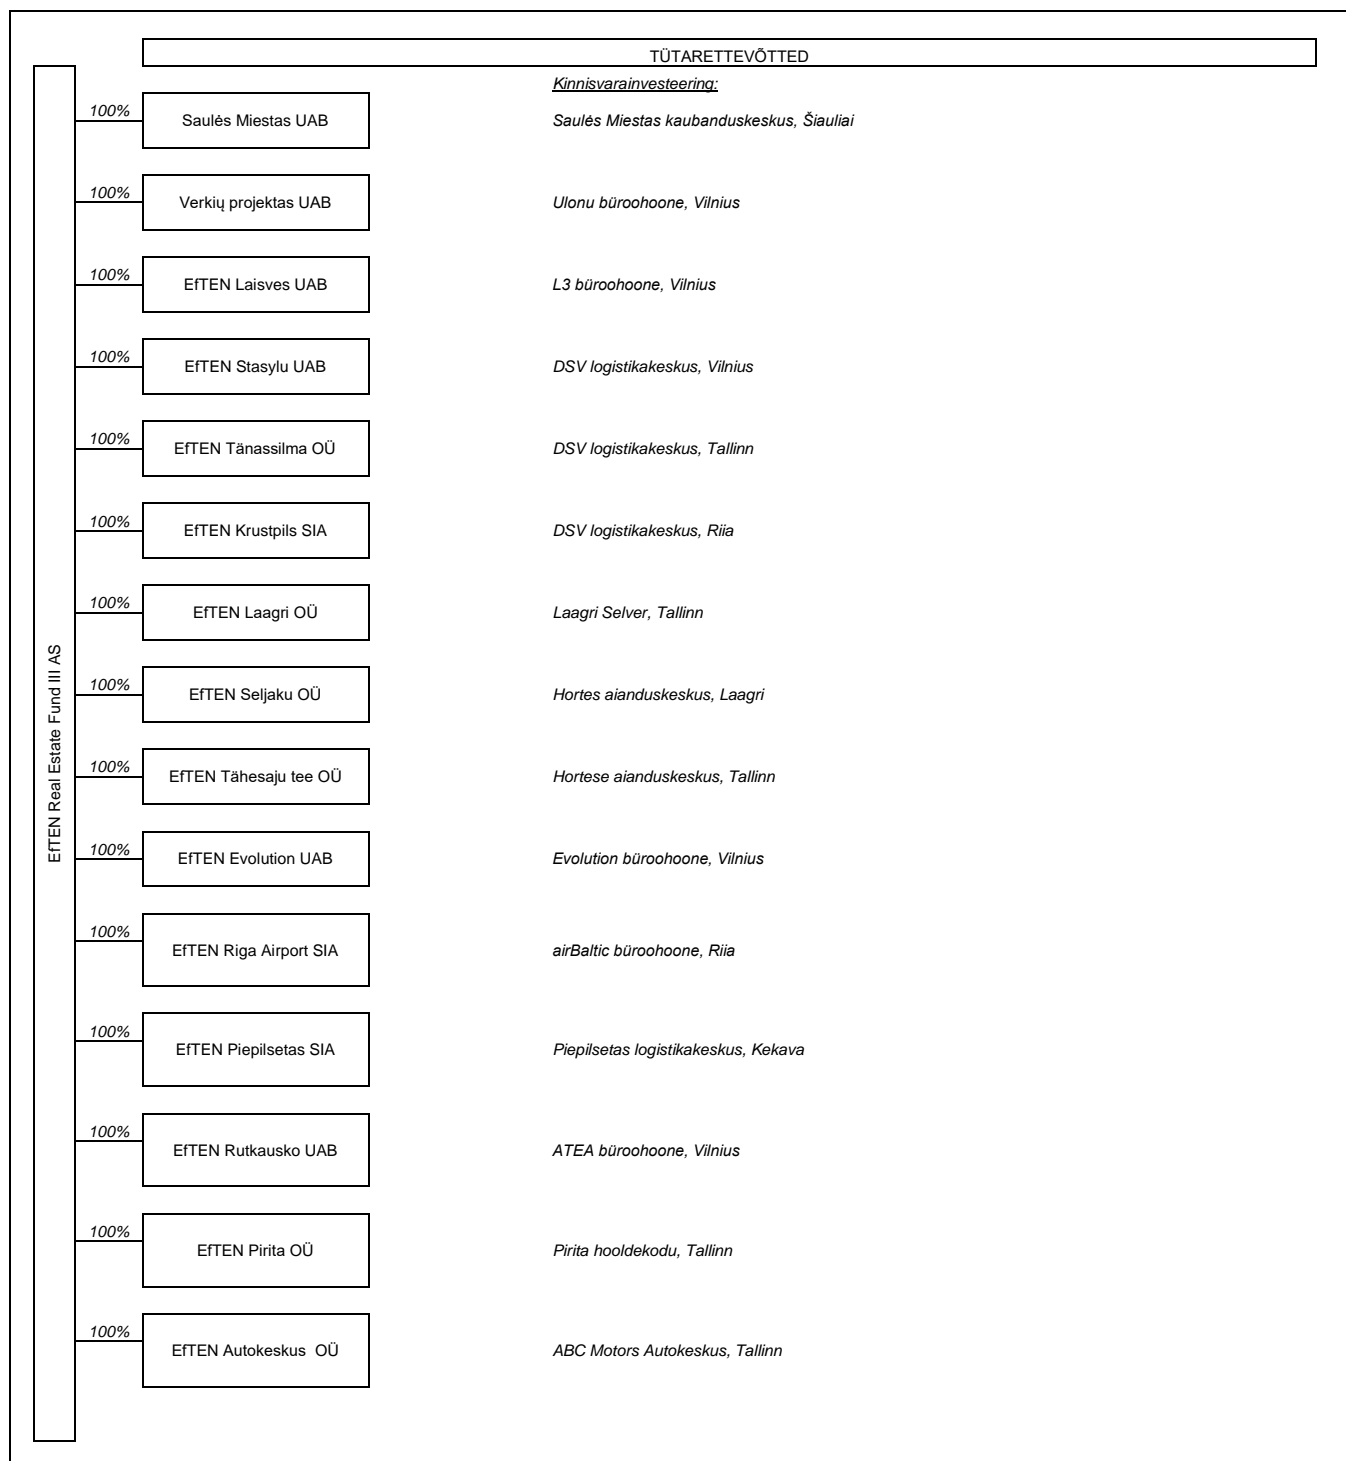 TÜTARETTEVÕTTED
Kinnisvarainvesteering:
EfTEN Real Estate Fund III AS
100%
Saulės Miestas UAB
Saulės Miestas kaubanduskeskus, Šiauliai
100%
Verkių projektas UAB
Ulonu büroohoone, Vilnius
100%
EfTEN Laisves UAB
L3 büroohoone, Vilnius
100%
EfTEN Stasylu UAB
DSV logistikakeskus, Vilnius
100%
EfTEN Tänassilma OÜ
DSV logistikakeskus, Tallinn
100%
EfTEN Krustpils SIA
DSV logistikakeskus, Riia
100%
EfTEN Laagri OÜ
Laagri Selver, Tallinn
100%
EfTEN Seljaku OÜ
Hortes aianduskeskus, Laagri
100%
EfTEN Tähesaju tee OÜ
Hortese aianduskeskus, Tallinn
100%
EfTEN Evolution UAB
Evolution büroohoone, Vilnius
100%
EfTEN Riga Airport SIA
airBaltic büroohoone, Riia
100%
EfTEN Piepilsetas SIA
Piepilsetas logistikakeskus, Kekava
100%
EfTEN Rutkausko UAB
ATEA büroohoone, Vilnius
100%
EfTEN Pirita OÜ
Pirita hooldekodu, Tallinn
100%
EfTEN Autokeskus OÜ
ABC Motors Autokeskus, Tallinn